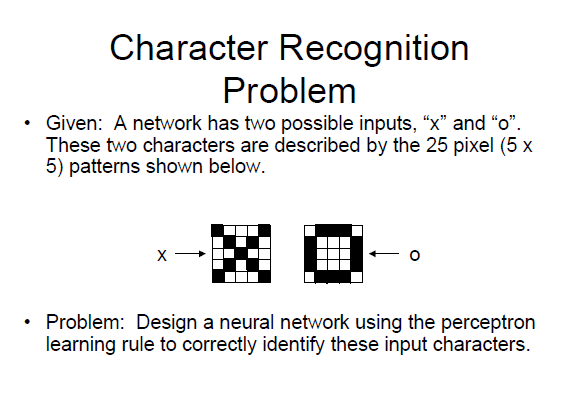 Character Recognition
Problem
• Given: A network has two possible inputs, “x” and “o”.
These two characters are described by the 25 pixel (5 x
5) patterns shown below.
x
o
• Problem: Design a neural network using the perceptron
learning rule to correctly identify these input characters.